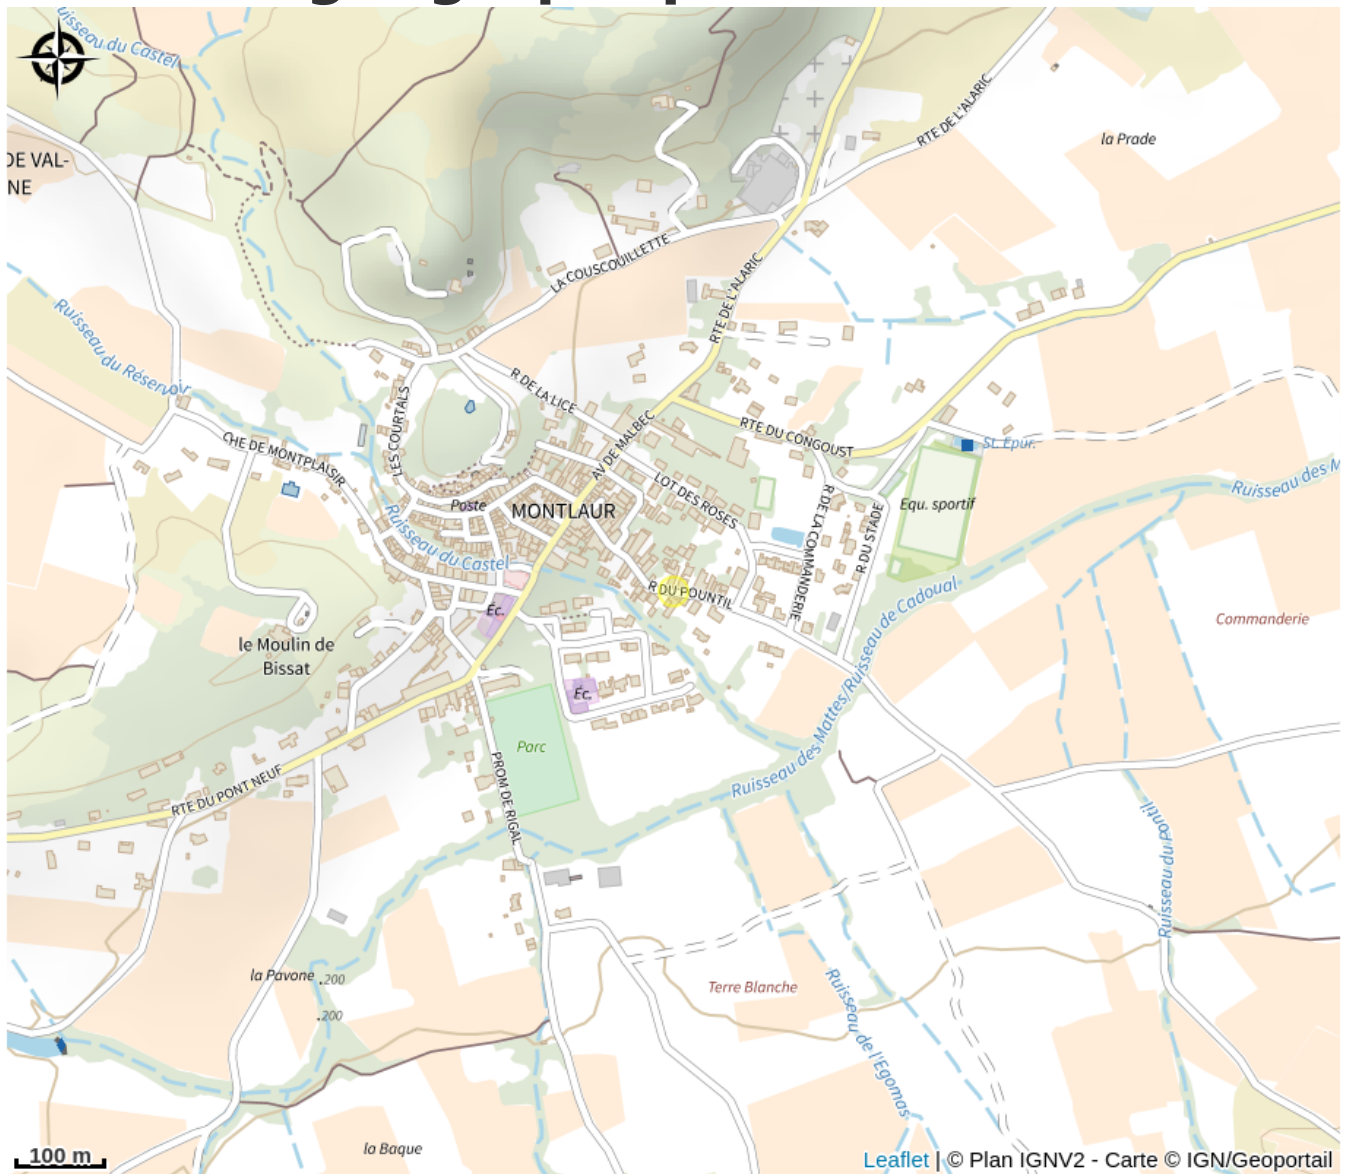 Ruisseau du Castel
DE VAL-
NE
RTE DE L'ALARIC
la Prade
LA COUSCOUILLETTE
RTE DE L'ALARIC
Ruisseau du Réservoir
R DE LA LICE
LES COURTALS
AV DE MALBEC
RTE DU CONGOUST
CHE DE MONTPLAISIR
St. Epur.
LOT DES ROSES
Ruisseau des M
Poste
MONTLAUR
R DE LA COMMANDERIE
Equ. sportif
R DU STADE
Ruisseau du Castel
R DU POUNTIL
Éc.
Commanderie
le Moulin de
Bissat
Éc.
Ruisseau des Mattes/Ruisseau de Cadoual
Parc
PROM DE RIGAL
RTE DU PONT NEUF
Ruisseau du Pontil
la Pavone
200
200
Terre Blanche
Ruisseau de l'Egomas
la Baque
100 m
Leaflet | © Plan IGNV2 - Carte © IGN/Geoportail